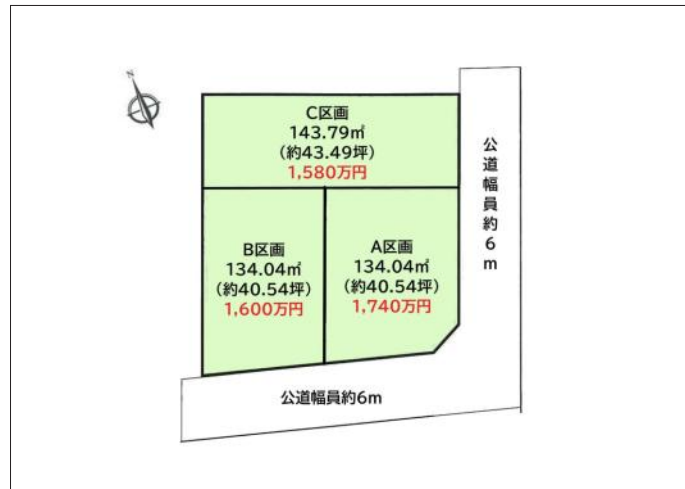 N
C区画
143.79㎡
(約43.49坪)
1,580万円
公道幅員約6m
B区画
134.04㎡
(約40.54坪)
1,600万円
A区画
134.04㎡
(約40.54坪)
1,740万円
公道幅員約6m